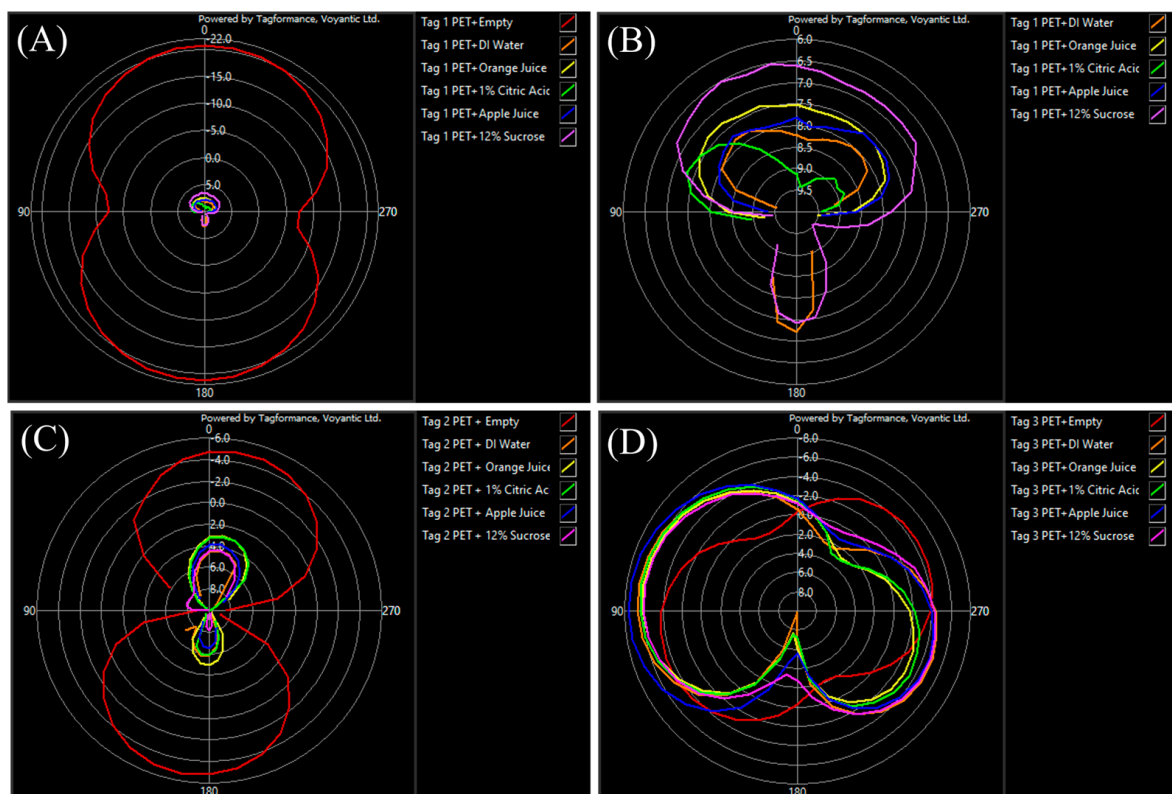 (A)
Powered by Tagformance, Voyantic Ltd.
0
-22.0
-15.0
-10.0
-5.0
0.0
5.0
90
270
180
Tag 1 PET+Empty
Tag 1 PET+DI Water
Tag 1 PET+Orange Juice
Tag 1 PET+1% Citric Acid
Tag 1 PET+Apple Juice
Tag 1 PET+12% Sucrose
(B)
Powered by Tagformance, Voyantic Ltd.
0
6.0
6.5
7.0
7.5
8.0
8.5
9.0
9.5
90
270
180
Tag 1 PET+DI Water
Tag 1 PET+Orange Juice
Tag 1 PET+1% Citric Acid
Tag 1 PET+Apple Juice
Tag 1 PET+12% Sucrose
(C)
Powered by Tagformance, Voyantic Ltd.
0
-6.0
-4.0
-2.0
0.0
2.0
4.0
6.0
8.0
90
270
180
Tag 2 PET + Empty
Tag 2 PET + DI Water
Tag 2 PET + Orange Juice
Tag 2 PET + 1% Citric Ac
Tag 2 PET + Apple Juice
Tag 2 PET + 12% Sucrose
(D)
Powered by Tagformance, Voyantic Ltd.
0
-8.0
-6.0
-4.0
-2.0
0.0
2.0
4.0
6.0
8.0
90
270
180
Tag 3 PET+Empty
Tag 3 PET+DI Water
Tag 3 PET+Orange Juice
Tag 3 PET+1% Citric Acid
Tag 3 PET+Apple Juice
Tag 3 PET+12% Sucrose